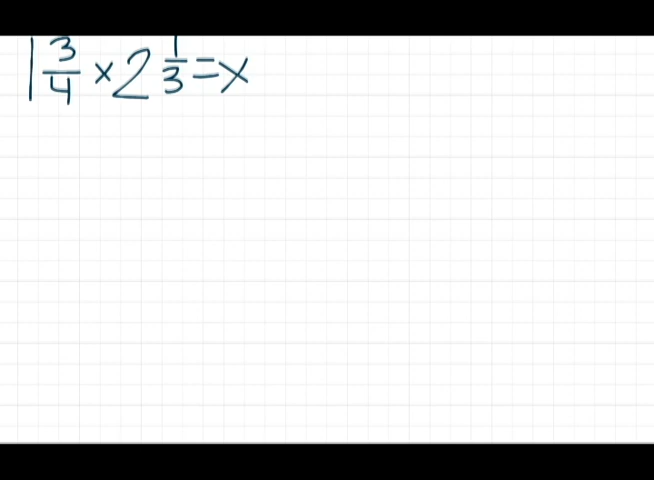 1 3/4 × 2 1/3 = x